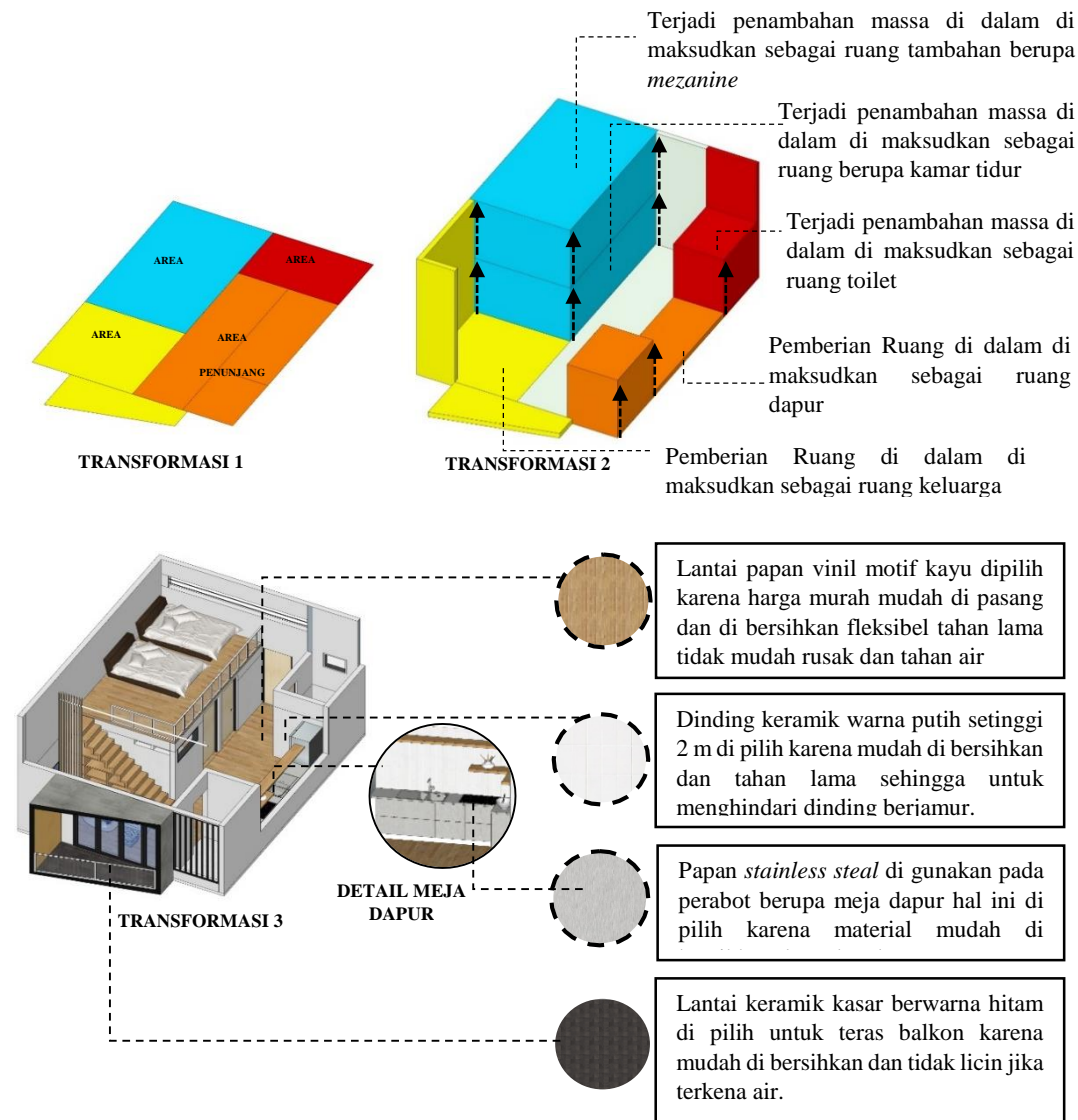 Terjadi penambahan massa di dalam di
maksudkan sebagai ruang tambahan berupa
mezanine
Terjadi penambahan massa di
dalam di maksudkan sebagai
ruang berupa kamar tidur
Terjadi penambahan massa di
dalam di maksudkan sebagai
ruang toilet
Pemberian Ruang di dalam di
maksudkan sebagai ruang
dapur
Pemberian Ruang di dalam di
maksudkan sebagai ruang keluarga
AREA
AREA
AREA
AREA
PENUNJANG
TRANSFORMASI 1
TRANSFORMASI 2
Lantai papan vinil motif kayu dipilih
karena harga murah mudah di pasang
dan di bersihkan fleksibel tahan lama
tidak mudah rusak dan tahan air
Dinding keramik warna putih setinggi
2 m di pilih karena mudah di bersihkan
dan tahan lama sehingga untuk
menghindari dinding berjamur.
DETAIL MEJA
DAPUR
TRANSFORMASI 3
Papan stainless steal di gunakan pada
perabot berupa meja dapur hal ini di
pilih karena material mudah di
Lantai keramik kasar berwarna hitam
di pilih untuk teras balkon karena
mudah di bersihkan dan tidak licin jika
terkena air.